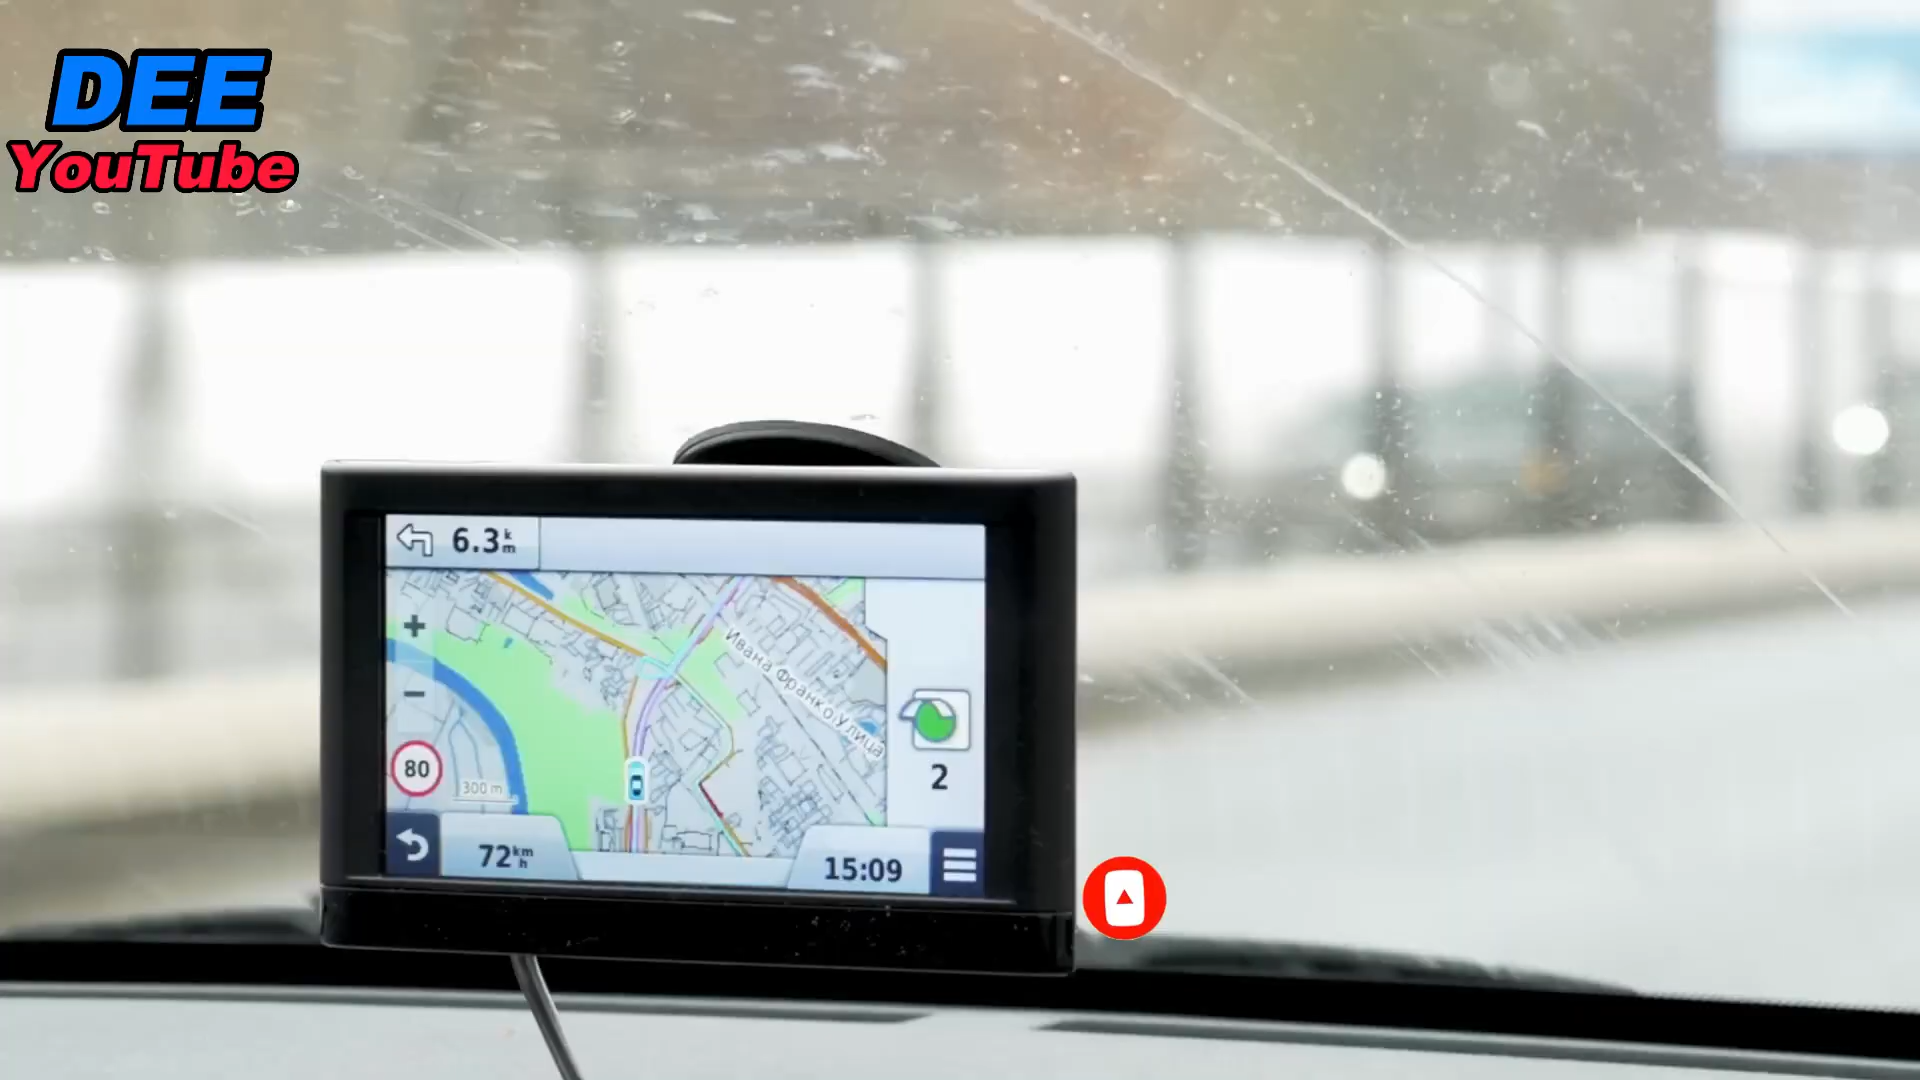 DEE
YouTube
6.3 km
+
Ивана Франко Улица
−
80
300 m
2
72 km/h
15:09